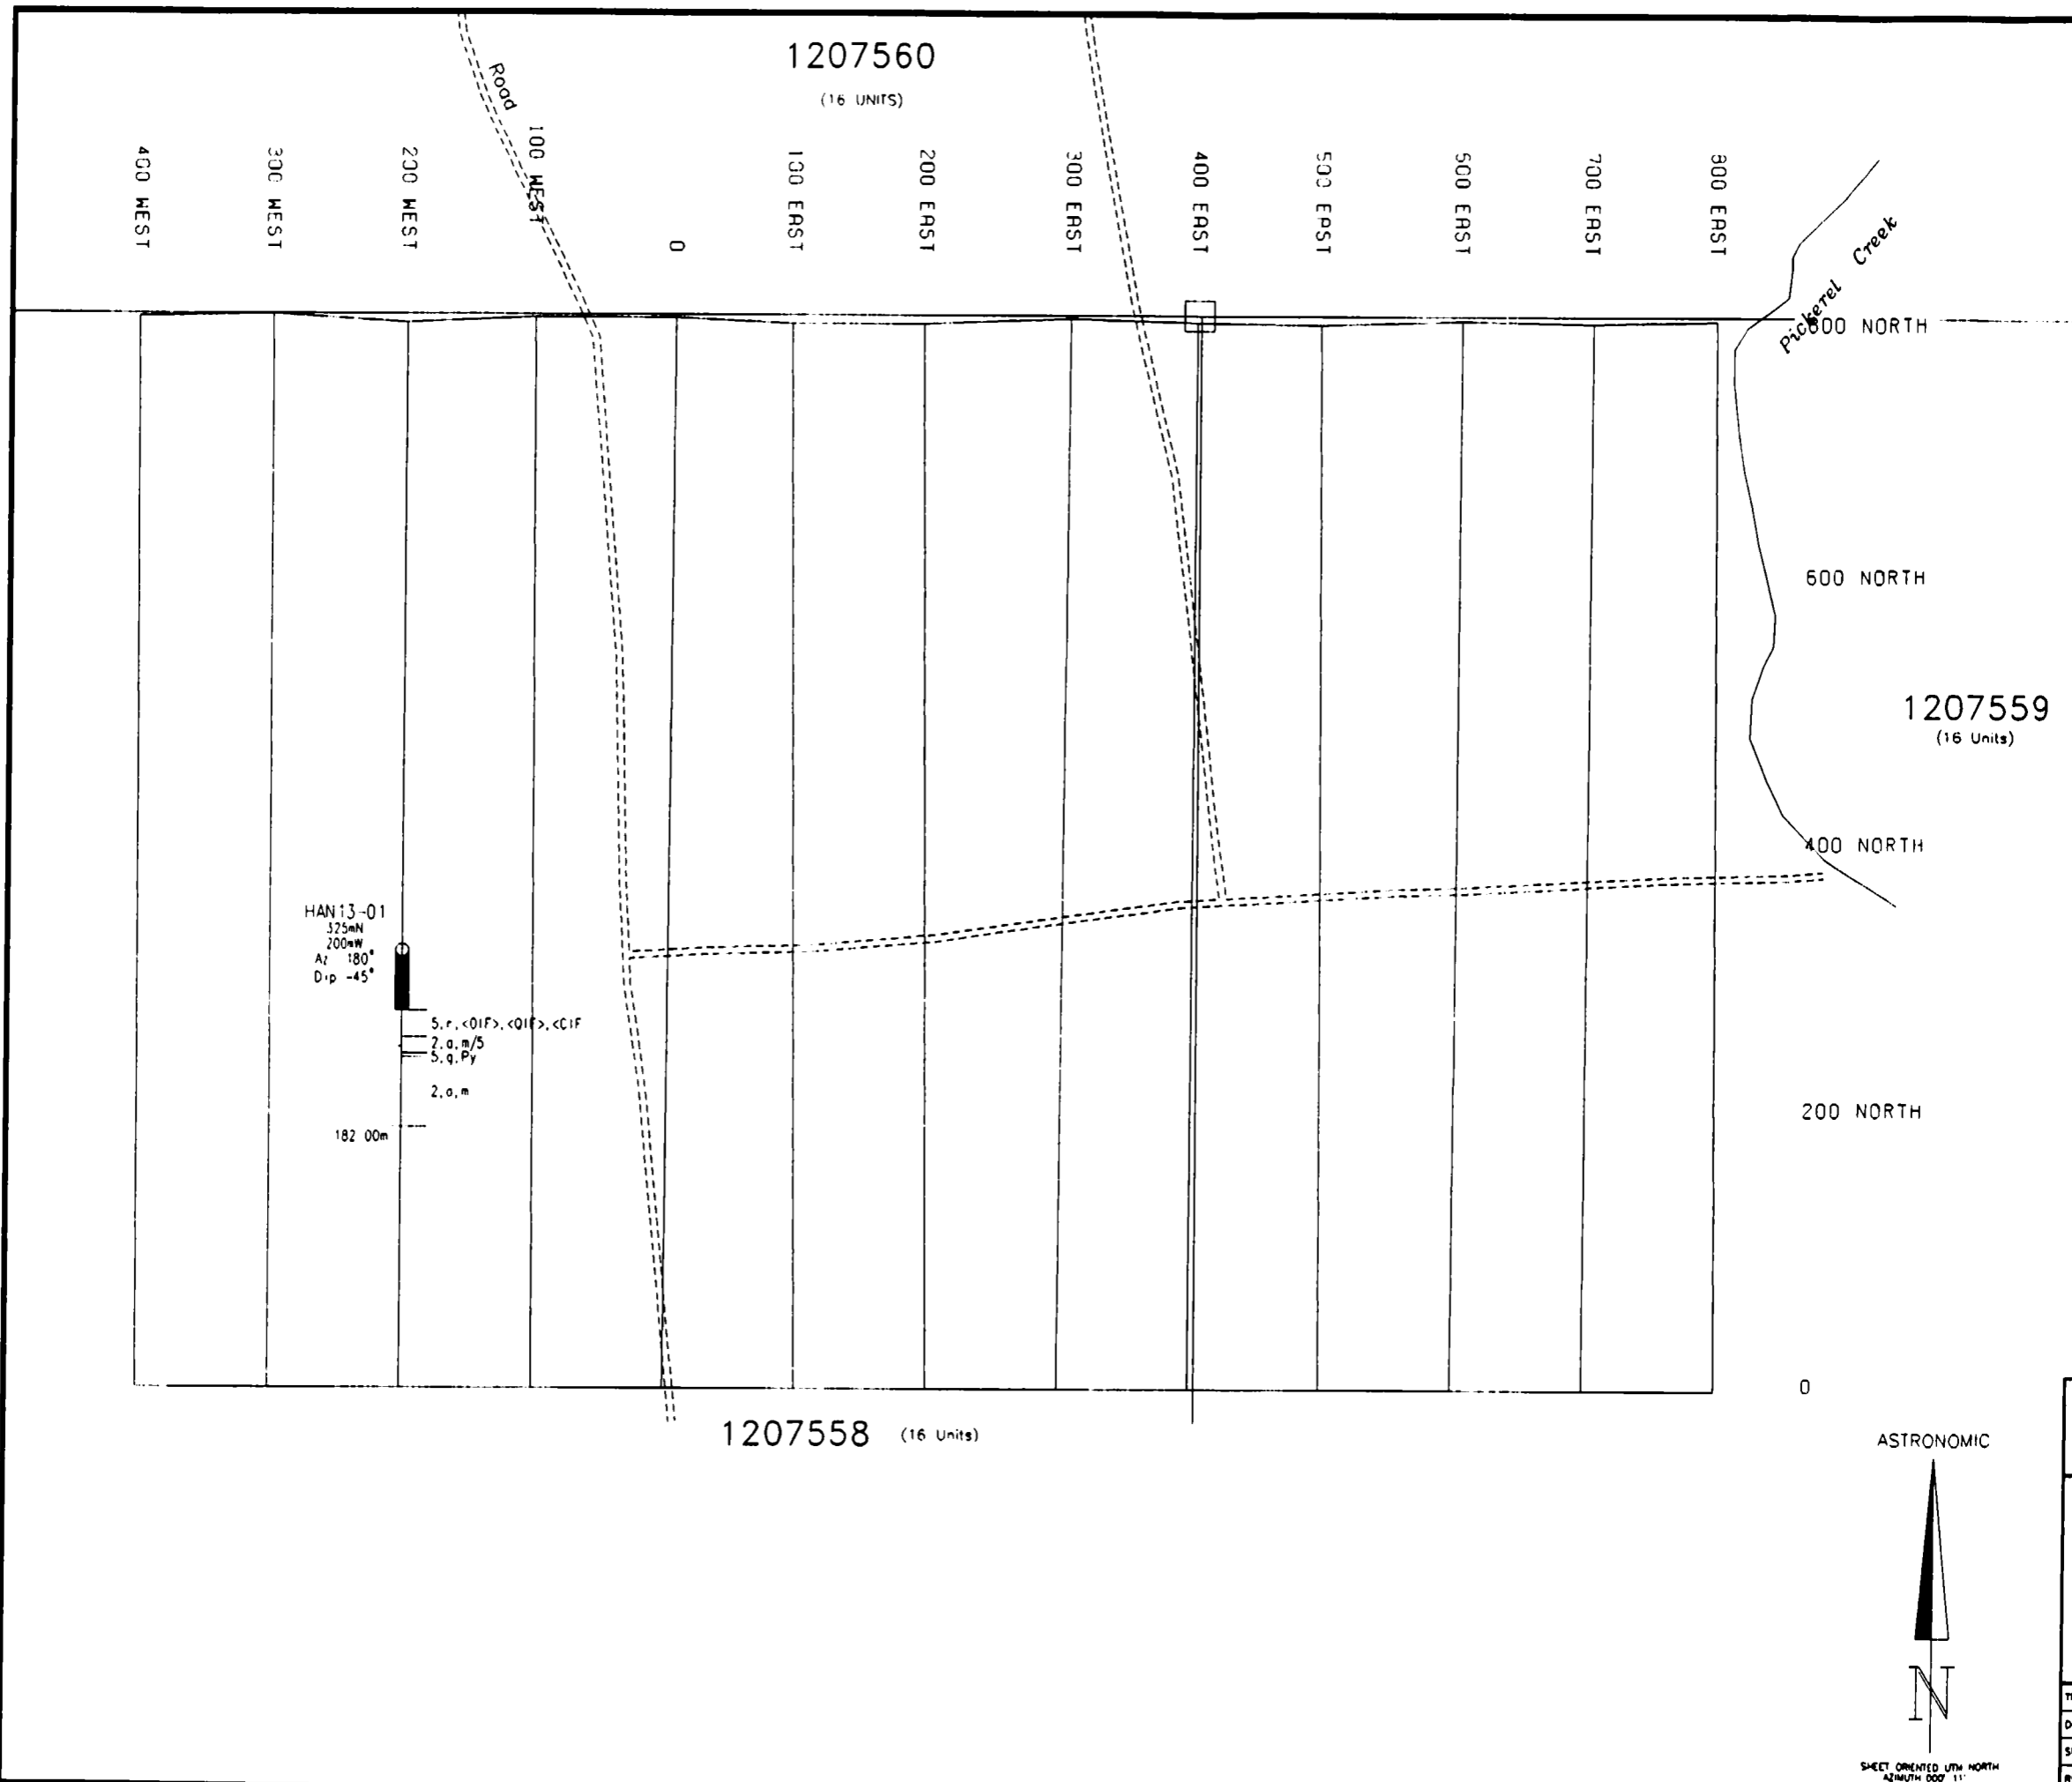 1207560
(16 UNITS)
Road
400 WEST
300 WEST
200 WEST
100 WEST
0
100 EAST
200 EAST
300 EAST
400 EAST
500 EAST
600 EAST
700 EAST
800 EAST
Pickerel Creek
800 NORTH
600 NORTH
1207559
(16 Units)
400 NORTH
HAN13-01
325mN
200mW
Az 180°
Dip -45°
2,a,m/5
5,g,Py
2,a,m
182 00m
200 NORTH
0
1207558 (16 Units)
ASTRONOMIC
N
SHEET ORIENTED UTM NORTH
AZIMUTH 000° 11'